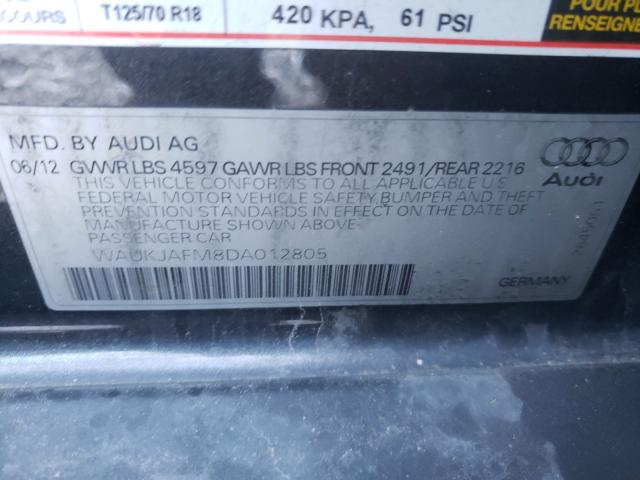 COURS T125/70 R18 420 KPA, 61 PSI
POUR PL
RENSEIGNE
MFD. BY AUDI AG
06/12 GVWR LBS 4597 GAWR LBS FRONT 2491/REAR 2216
THIS VEHICLE CONFORMS TO ALL APPLICABLE U.S.
FEDERAL MOTOR VEHICLE SAFETY, BUMPER AND THEFT
PREVENTION STANDARDS IN EFFECT ON THE DATE OF
MANUFACTURE SHOWN ABOVE.
PASSENGER CAR
WAUKJAFM8DA012805
Audi
GERMANY